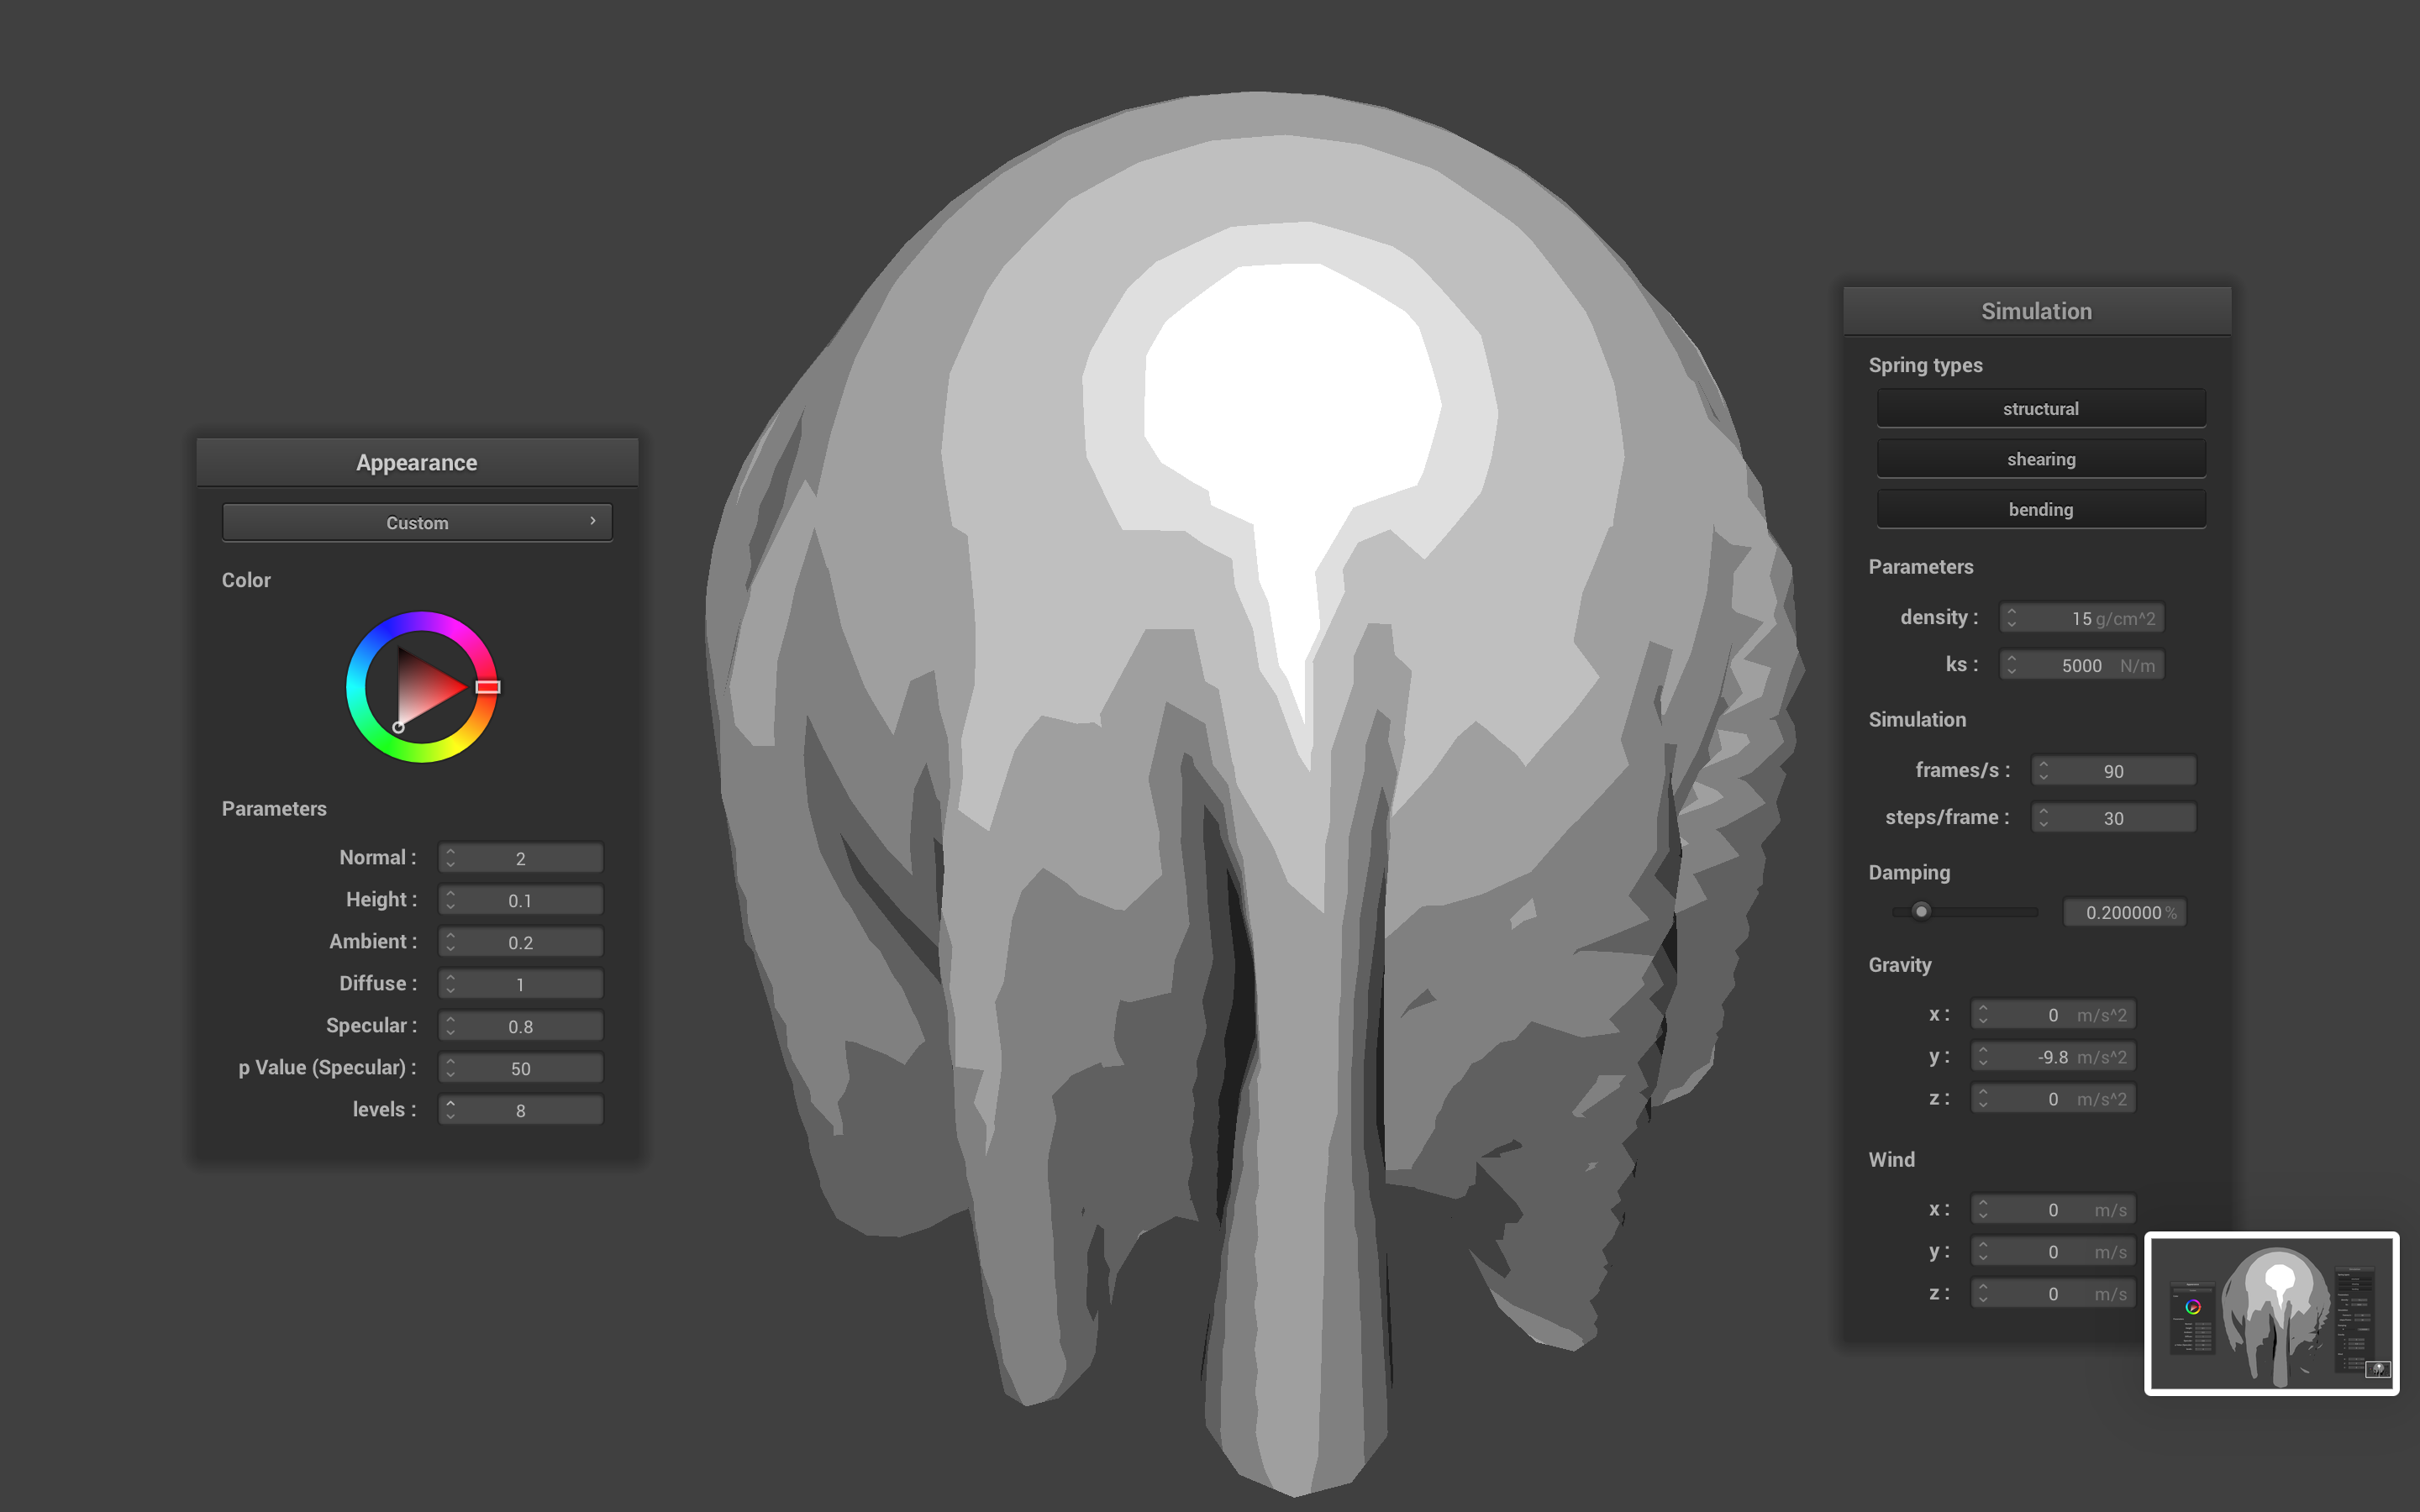 Appearance
Custom
Color
Parameters
Normal : 2
Height : 0.1
Ambient : 0.2
Diffuse : 1
Specular : 0.8
p Value (Specular) : 50
levels : 8
Simulation
Spring types
structural
shearing
bending
Parameters
density : 15 g/cm^2
ks : 5000 N/m
Simulation
frames/s : 90
steps/frame : 30
Damping
0.200000 %
Gravity
x : 0 m/s^2
y : -9.8 m/s^2
z : 0 m/s^2
Wind
x : 0 m/s
y : 0 m/s
z : 0 m/s